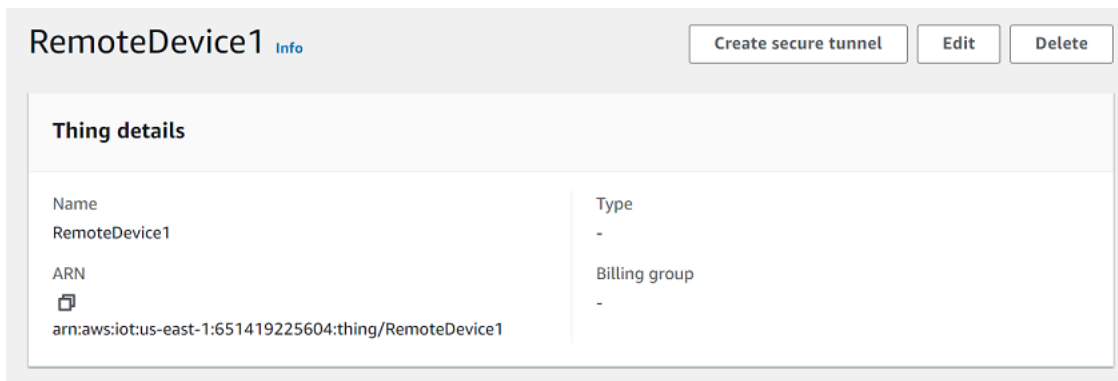 RemoteDevice1 Info
Create secure tunnel
Edit
Delete
Thing details
Name
RemoteDevice1
ARN
arn:aws:iot:us-east-1:651419225604:thing/RemoteDevice1
Type
-
Billing group
-